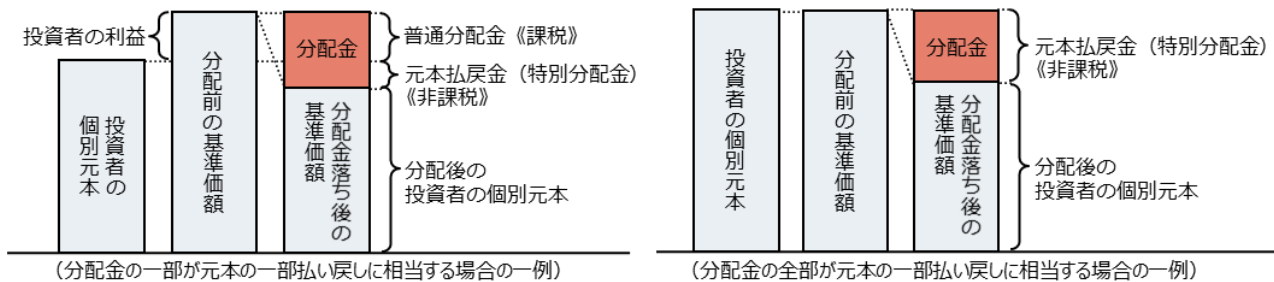 投資者の利益
投資者の
個別元本
分配前の基準価額
分配金
分配金落ち後の
基準価額
普通分配金《課税》
元本払戻金（特別分配金）
《非課税》
分配後の
投資者の個別元本
（分配金の一部が元本の一部払い戻しに相当する場合の一例）
投資者の個別元本
分配前の基準価額
分配金
分配金落ち後の
基準価額
元本払戻金（特別分配金）
《非課税》
分配後の
投資者の個別元本
（分配金の全部が元本の一部払い戻しに相当する場合の一例）